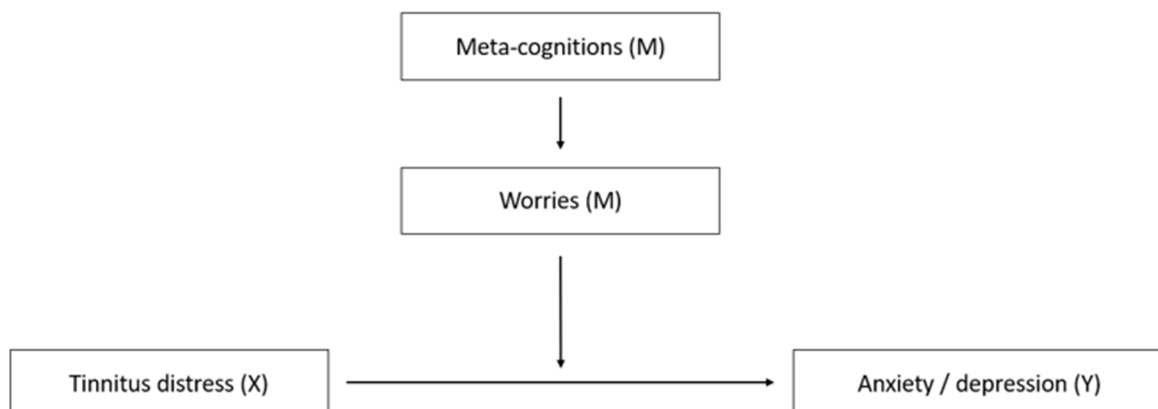 Meta-cognitions (M)
Worries (M)
Tinnitus distress (X)
Anxiety / depression (Y)